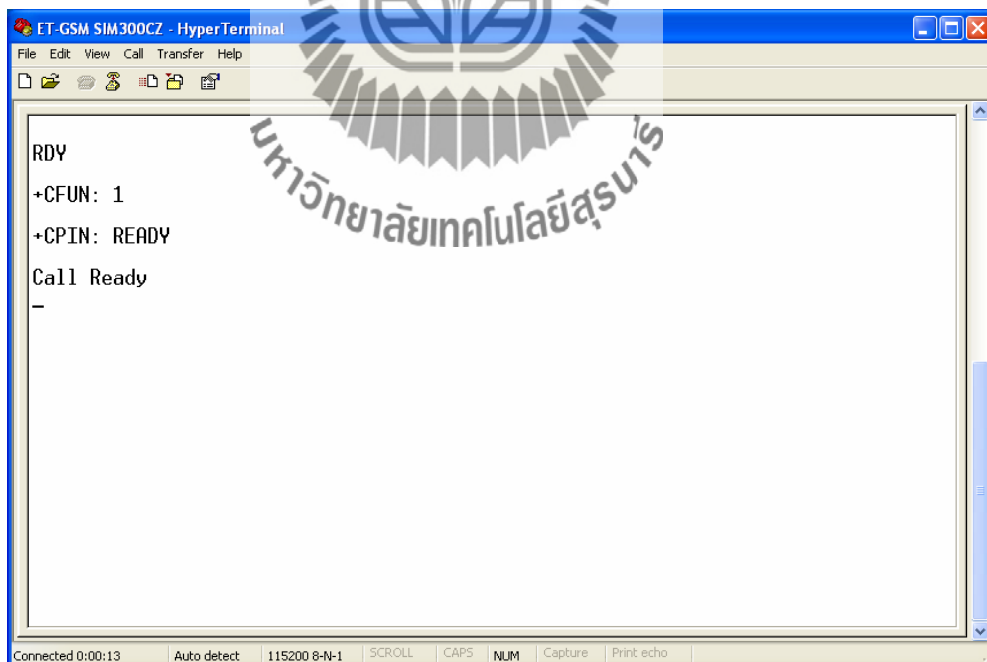 ET-GSM SIM300CZ - HyperTerminal
File Edit View Call Transfer Help
RDY
+CFUN: 1
+CPIN: READY
Call Ready
มหาวิทยาลัยเทคโนโลยีสุรนารี
Connected 0:00:13 Auto detect 115200 8-N-1 SCROLL CAPS NUM Capture Print echo